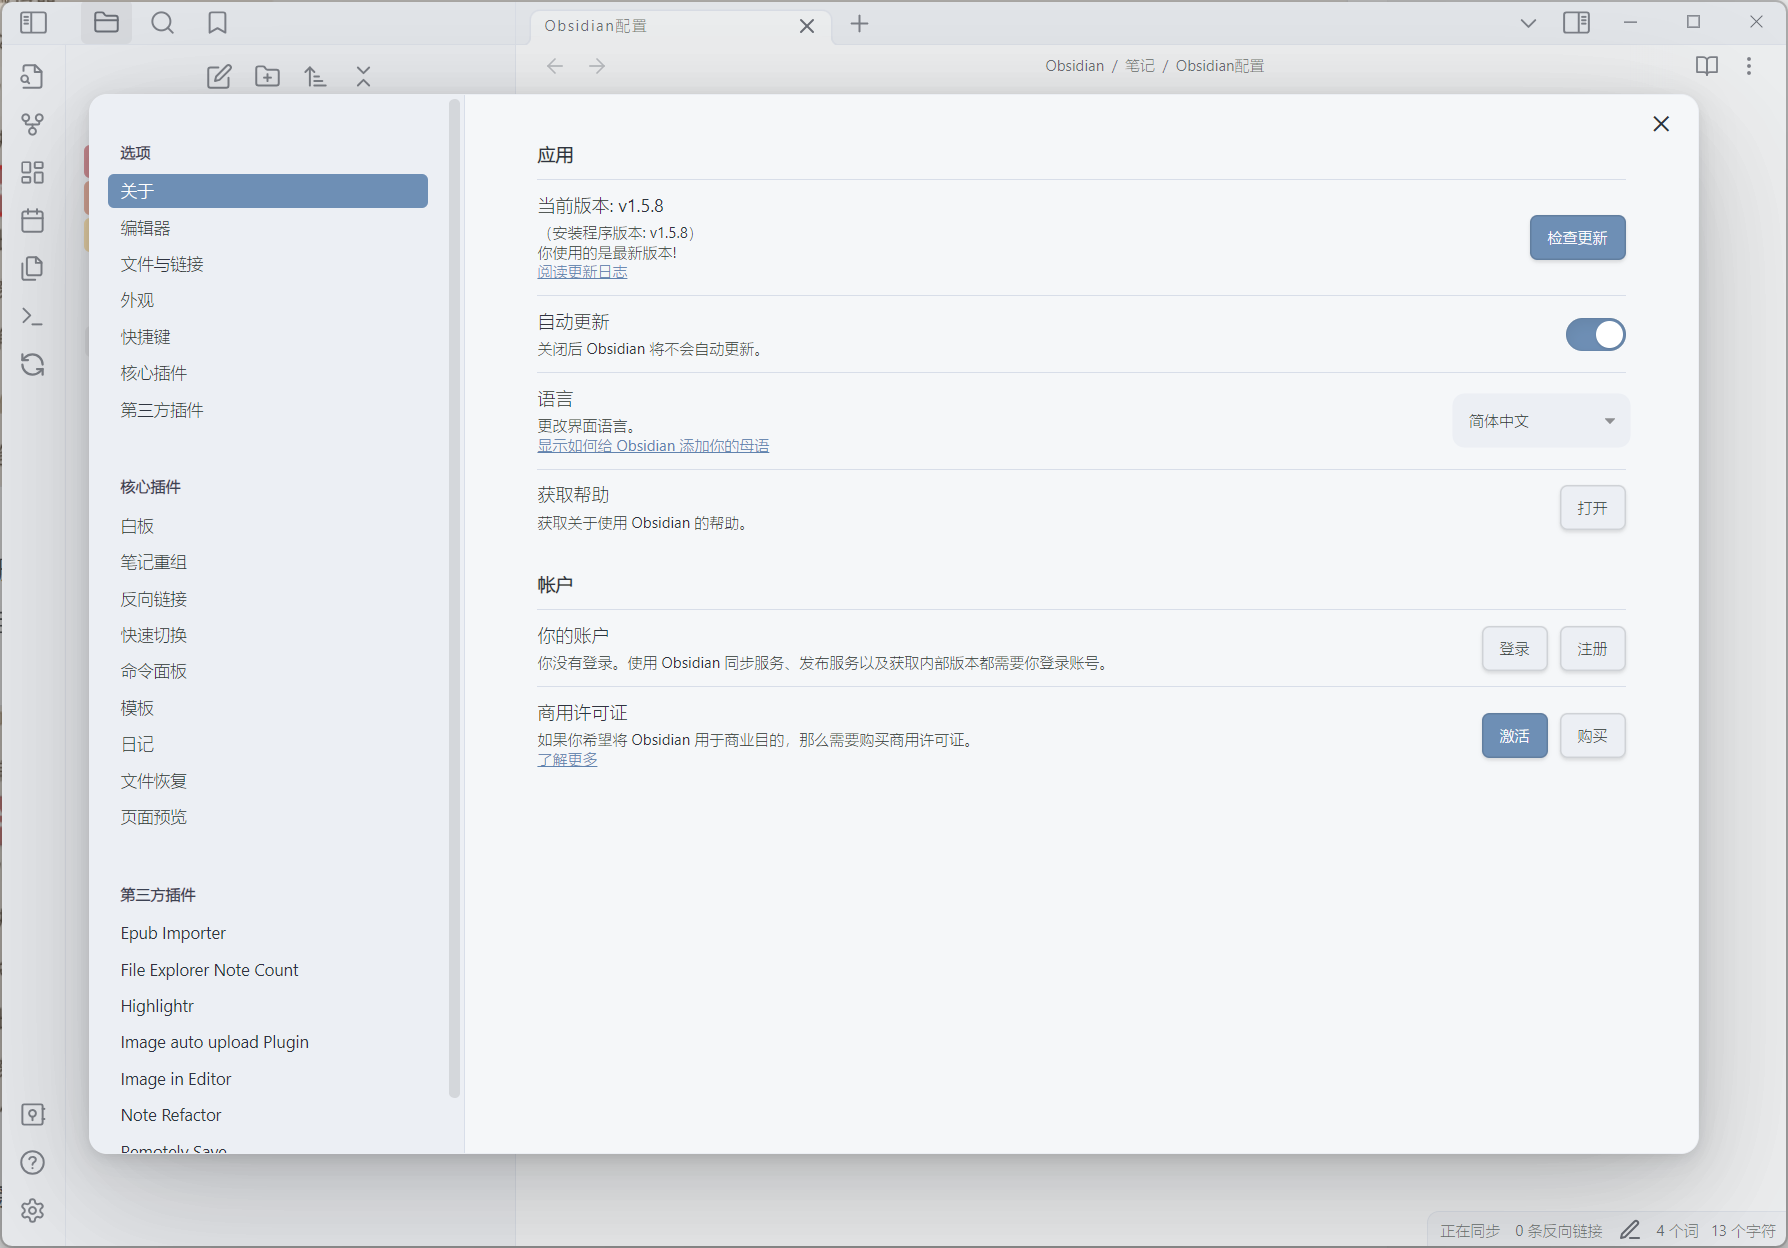 Obsidian配置
Obsidian / 笔记 / Obsidian配置
选项
关于
编辑器
文件与链接
外观
快捷键
核心插件
第三方插件
核心插件
白板
笔记重组
反向链接
快速切换
命令面板
模板
日记
文件恢复
页面预览
第三方插件
Epub Importer
File Explorer Note Count
Highlightr
Image auto upload Plugin
Image in Editor
Note Refactor
Remotely Save
应用
当前版本: v1.5.8
（安装程序版本: v1.5.8）
你使用的是最新版本!
阅读更新日志
检查更新
自动更新
关闭后 Obsidian 将不会自动更新。
语言
更改界面语言。
显示如何给 Obsidian 添加你的母语
简体中文
获取帮助
获取关于使用 Obsidian 的帮助。
打开
帐户
你的账户
你没有登录。使用 Obsidian 同步服务、发布服务以及获取内部版本都需要你登录账号。
登录
注册
商用许可证
如果你希望将 Obsidian 用于商业目的，那么需要购买商用许可证。
了解更多
激活
购买
正在同步 0 条反向链接 4 个词 13 个字符